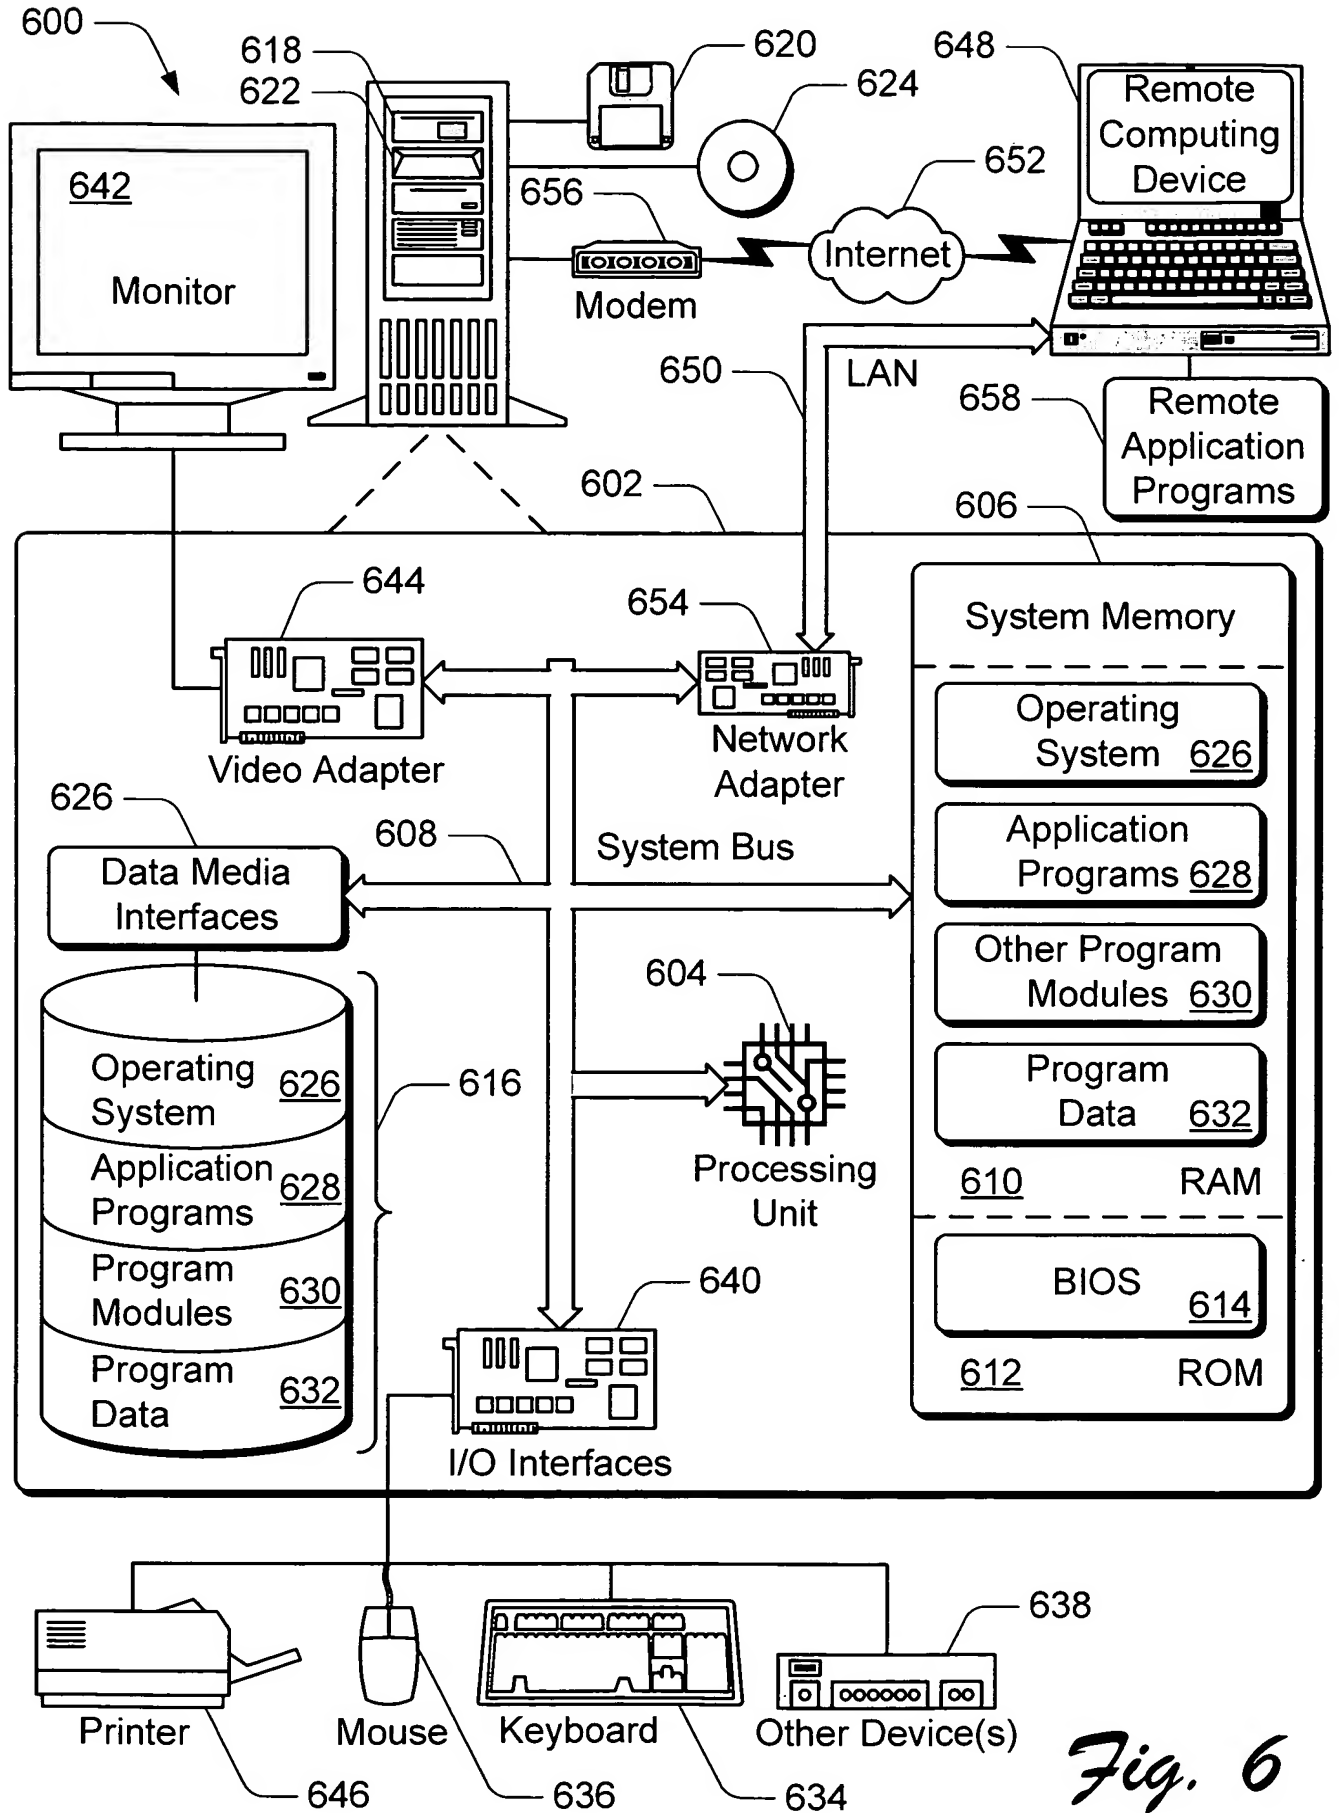 600
618
622
620
624
648
Remote
Computing
Device
642
Monitor
656
Modem
652
Internet
650
LAN
658
Remote
Application
Programs
602
606
644
Video Adapter
654
Network
Adapter
System Memory
Operating
System 626
Application
Programs 628
Other Program
Modules 630
Program
Data 632
610 RAM
BIOS
614
612 ROM
626
Data Media
Interfaces
608
System Bus
604
Processing
Unit
Operating
System 626
Application
Programs 628
Program
Modules 630
Program
Data 632
616
640
I/O Interfaces
Printer
646
Mouse
636
Keyboard
634
638
Other Device(s)
Fig. 6